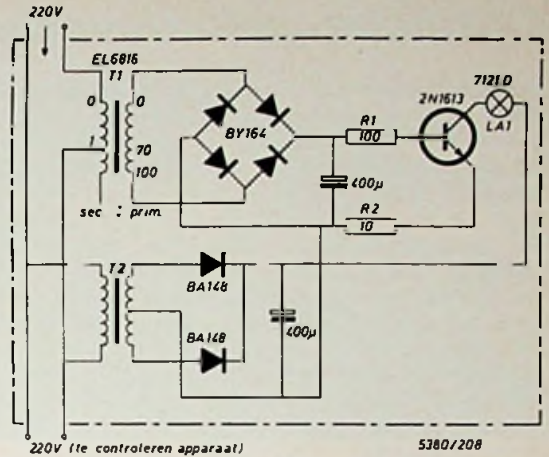 220V
EL6816
T1
0
0
1
70
100
sec : prim.
BY164
R1
100
2N1613
7121D
LA1
400µ
R2
10
T2
BA148
BA148
400µ
220V (te controleren apparaat)
5380/208